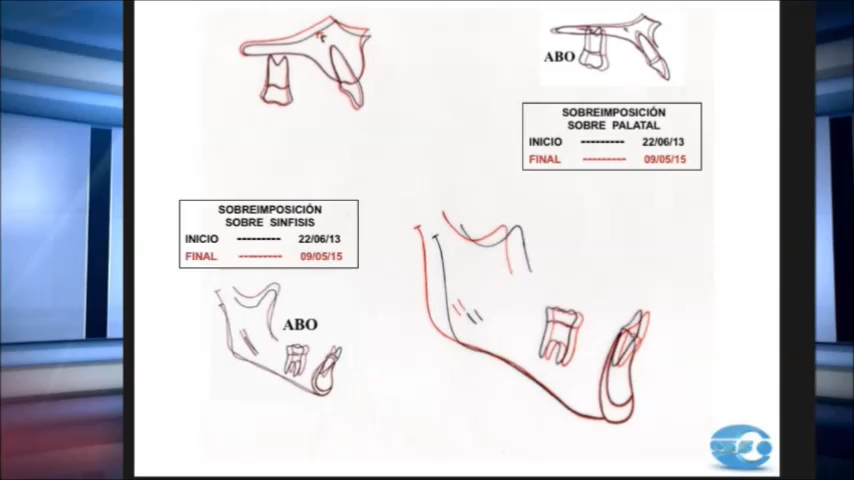 ABO
SOBREIMPOSICIÓN
SOBRE PALATAL
INICIO --------- 22/06/13
FINAL --------- 09/05/15
SOBREIMPOSICIÓN
SOBRE SINFISIS
INICIO --------- 22/06/13
FINAL --------- 09/05/15
ABO